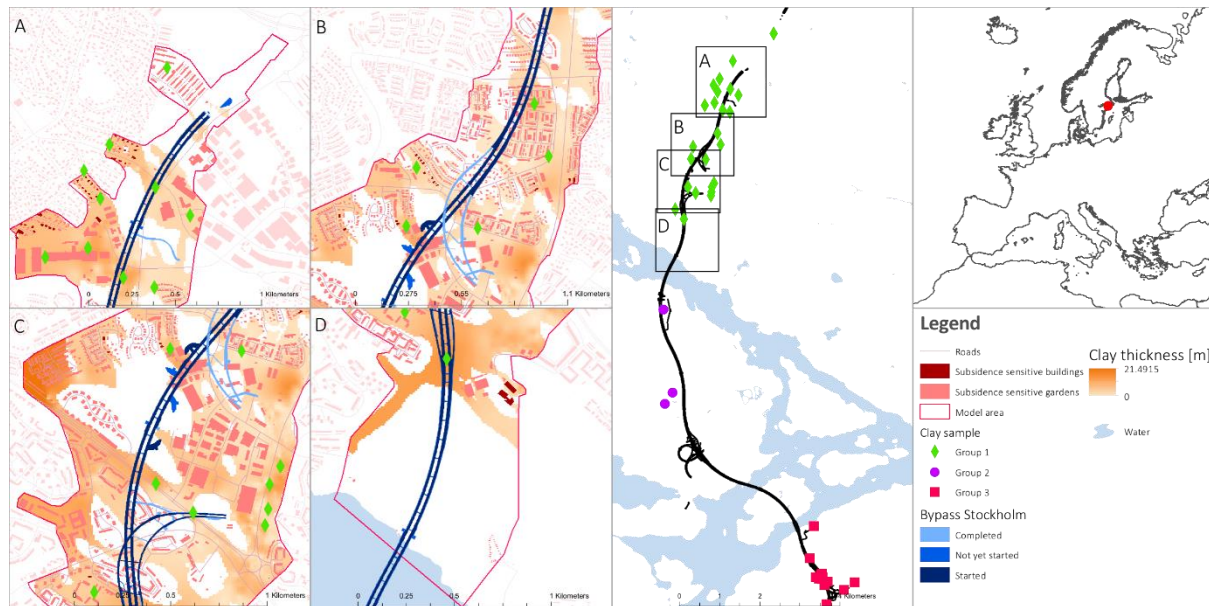 A
0
0.25
0.5
1 Kilometers
B
0
0.275
0.55
1.1 Kilometers
C
0
0.25
0.5
1 Kilometers
D
0
0.25
0.5
1 Kilometers
A
B
C
D
0
1
2
4 Kilometers
Legend
Roads
Subsidence sensitive buildings
Subsidence sensitive gardens
Model area
Clay sample
Group 1
Group 2
Group 3
Bypass Stockholm
Completed
Not yet started
Started
Clay thickness [m]
21.4915
0
Water